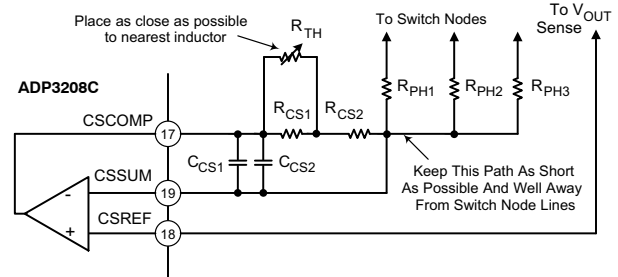 Place as close as possible
to nearest inductor
R_TH
To Switch Nodes
To V_OUT
Sense
ADP3208C
R_PH1
R_PH2
R_PH3
R_CS1
R_CS2
CSCOMP
17
C_CS1
C_CS2
Keep This Path As Short
As Possible And Well Away
From Switch Node Lines
CSSUM
19
-
+
CSREF
18